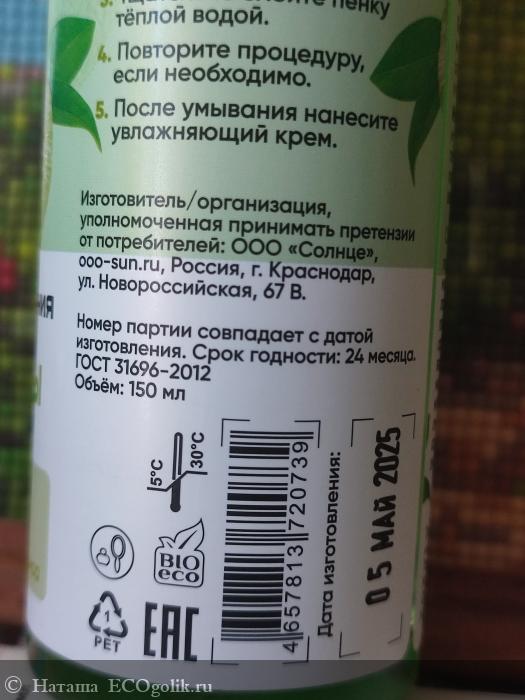 тёплой водой.
4. Повторите процедуру,
если необходимо.
5. После умывания нанесите
увлажняющий крем.
Изготовитель/организация,
уполномоченная принимать претензии
от потребителей: ООО «Солнце»,
ooo-sun.ru, Россия, г. Краснодар,
ул. Новороссийская, 67 В.
Номер партии совпадает с датой
изготовления. Срок годности: 24 месяца.
ГОСТ 31696-2012
Объём: 150 мл
5°C
30°C
BIO
eco
1
PET
EAC
4 657813 720739
Дата изготовления:
05 МАЙ 2025
© Наташа ECOgolik.ru